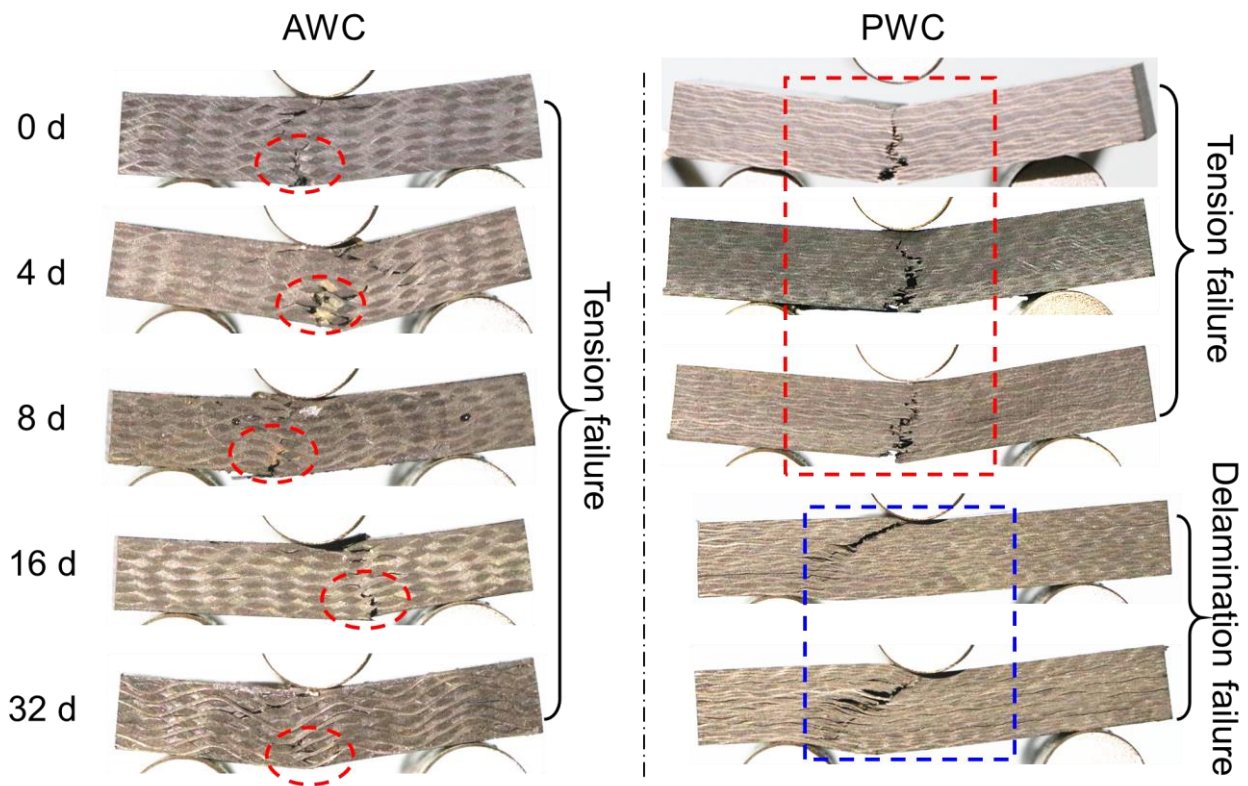 AWC
PWC
0 d
4 d
8 d
16 d
32 d
Tension failure
Tension failure
Delamination failure